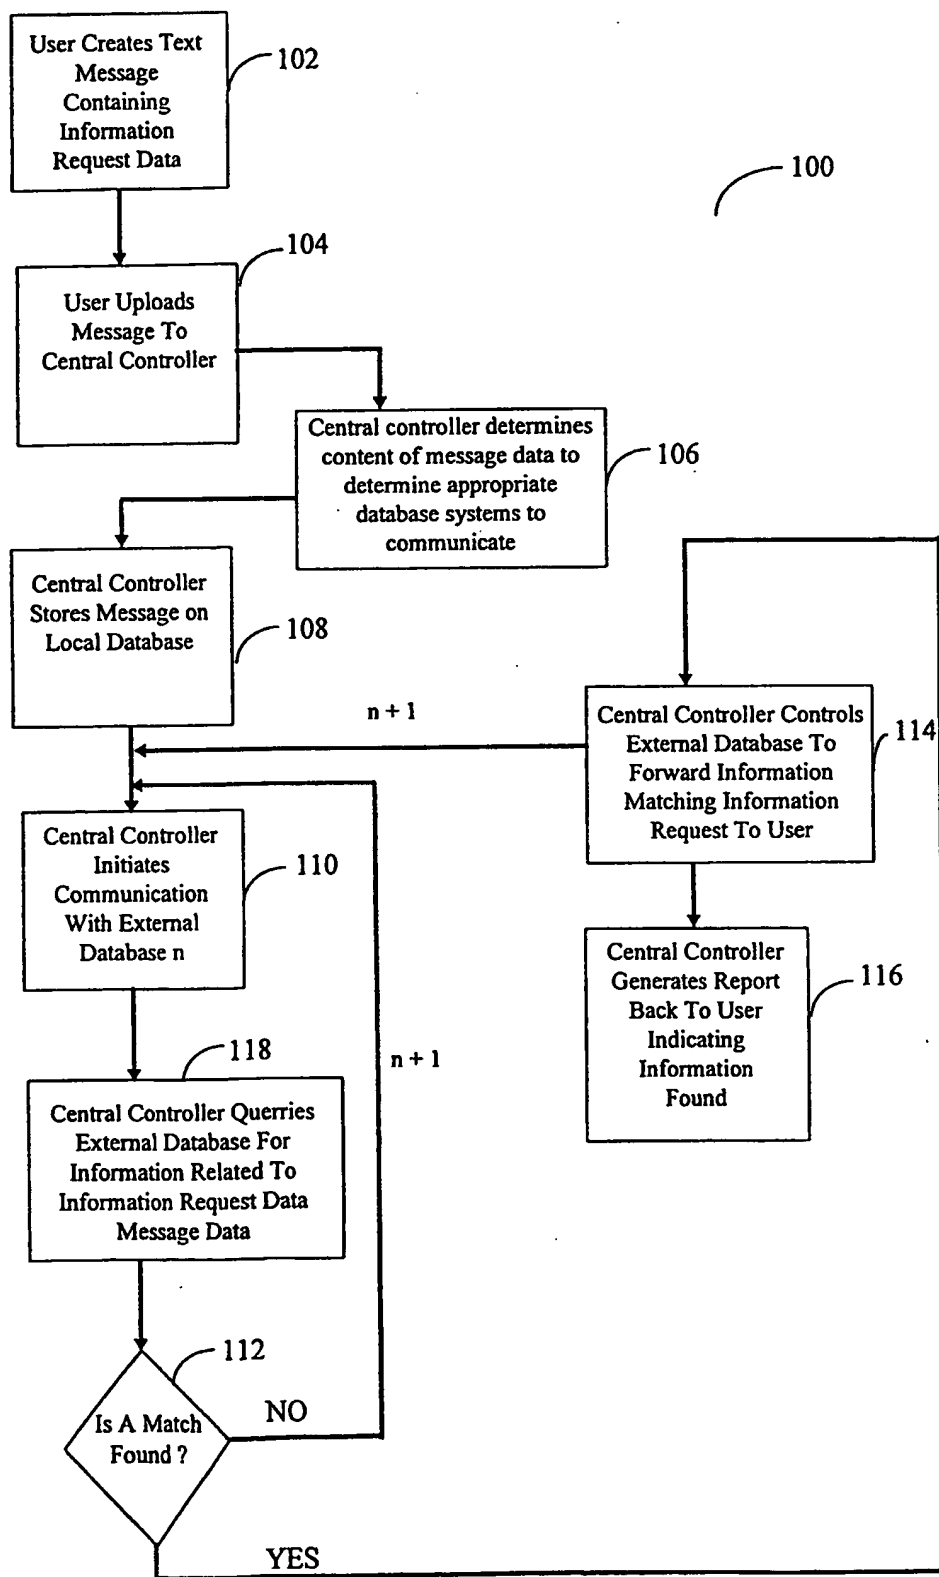 User Creates Text
Message
Containing
Information
Request Data
102
100
104
User Uploads
Message To
Central Controller
Central controller determines
content of message data to
determine appropriate
database systems to
communicate
106
Central Controller
Stores Message on
Local Database
108
n + 1
Central Controller Controls
External Database To
Forward Information
Matching Information
Request To User
114
Central Controller
Initiates
Communication
With External
Database n
110
Central Controller
Generates Report
Back To User
Indicating
Information
Found
116
n + 1
118
Central Controller Querries
External Database For
Information Related To
Information Request Data
Message Data
112
Is A Match
Found ?
NO
YES